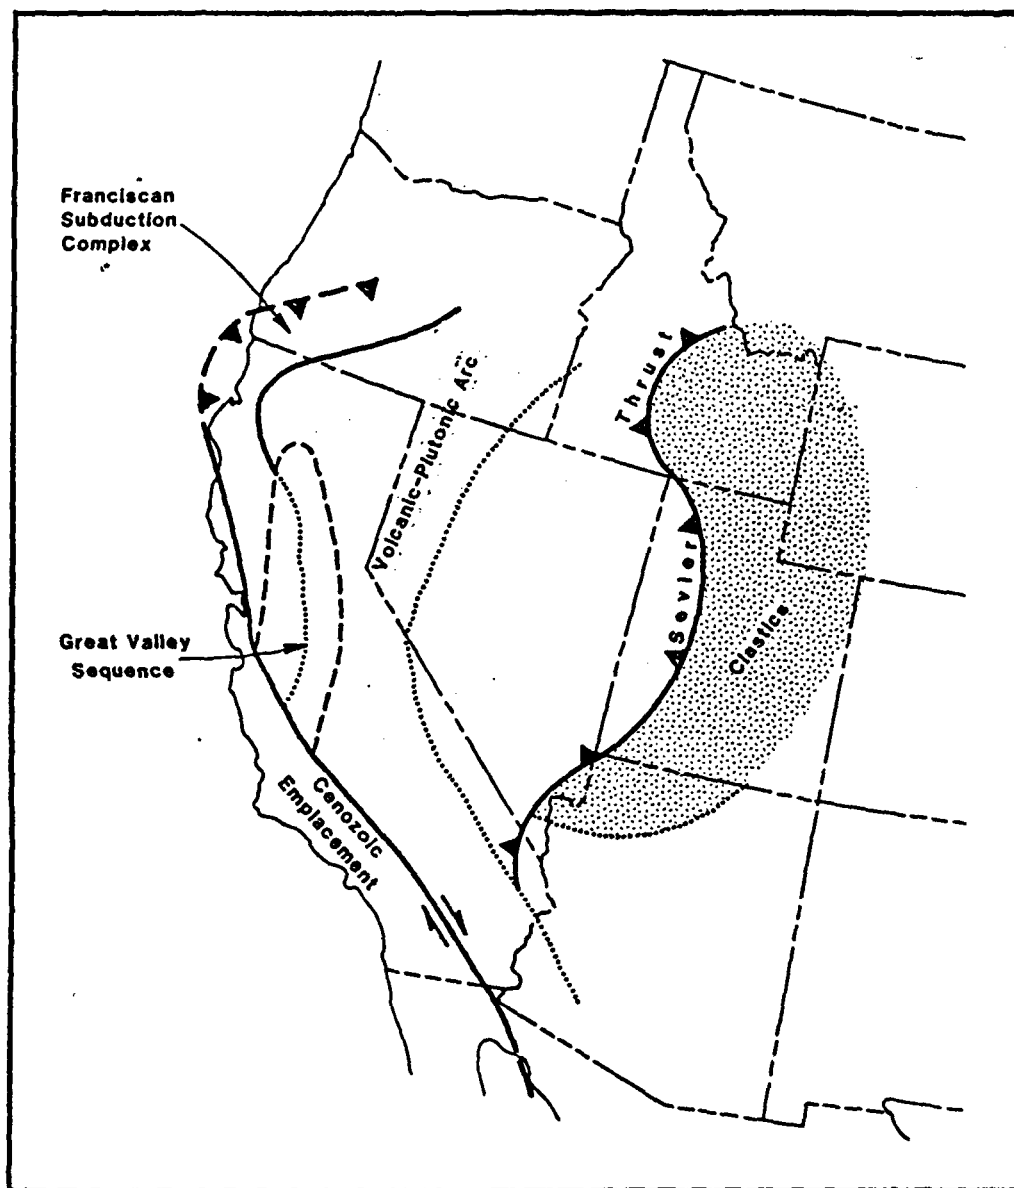 Franciscan
Subduction
Complex
Thrust
Volcanic-Plutonic Arc
Sevier
Clastics
Great Valley
Sequence
Cenozoic
Emplacement